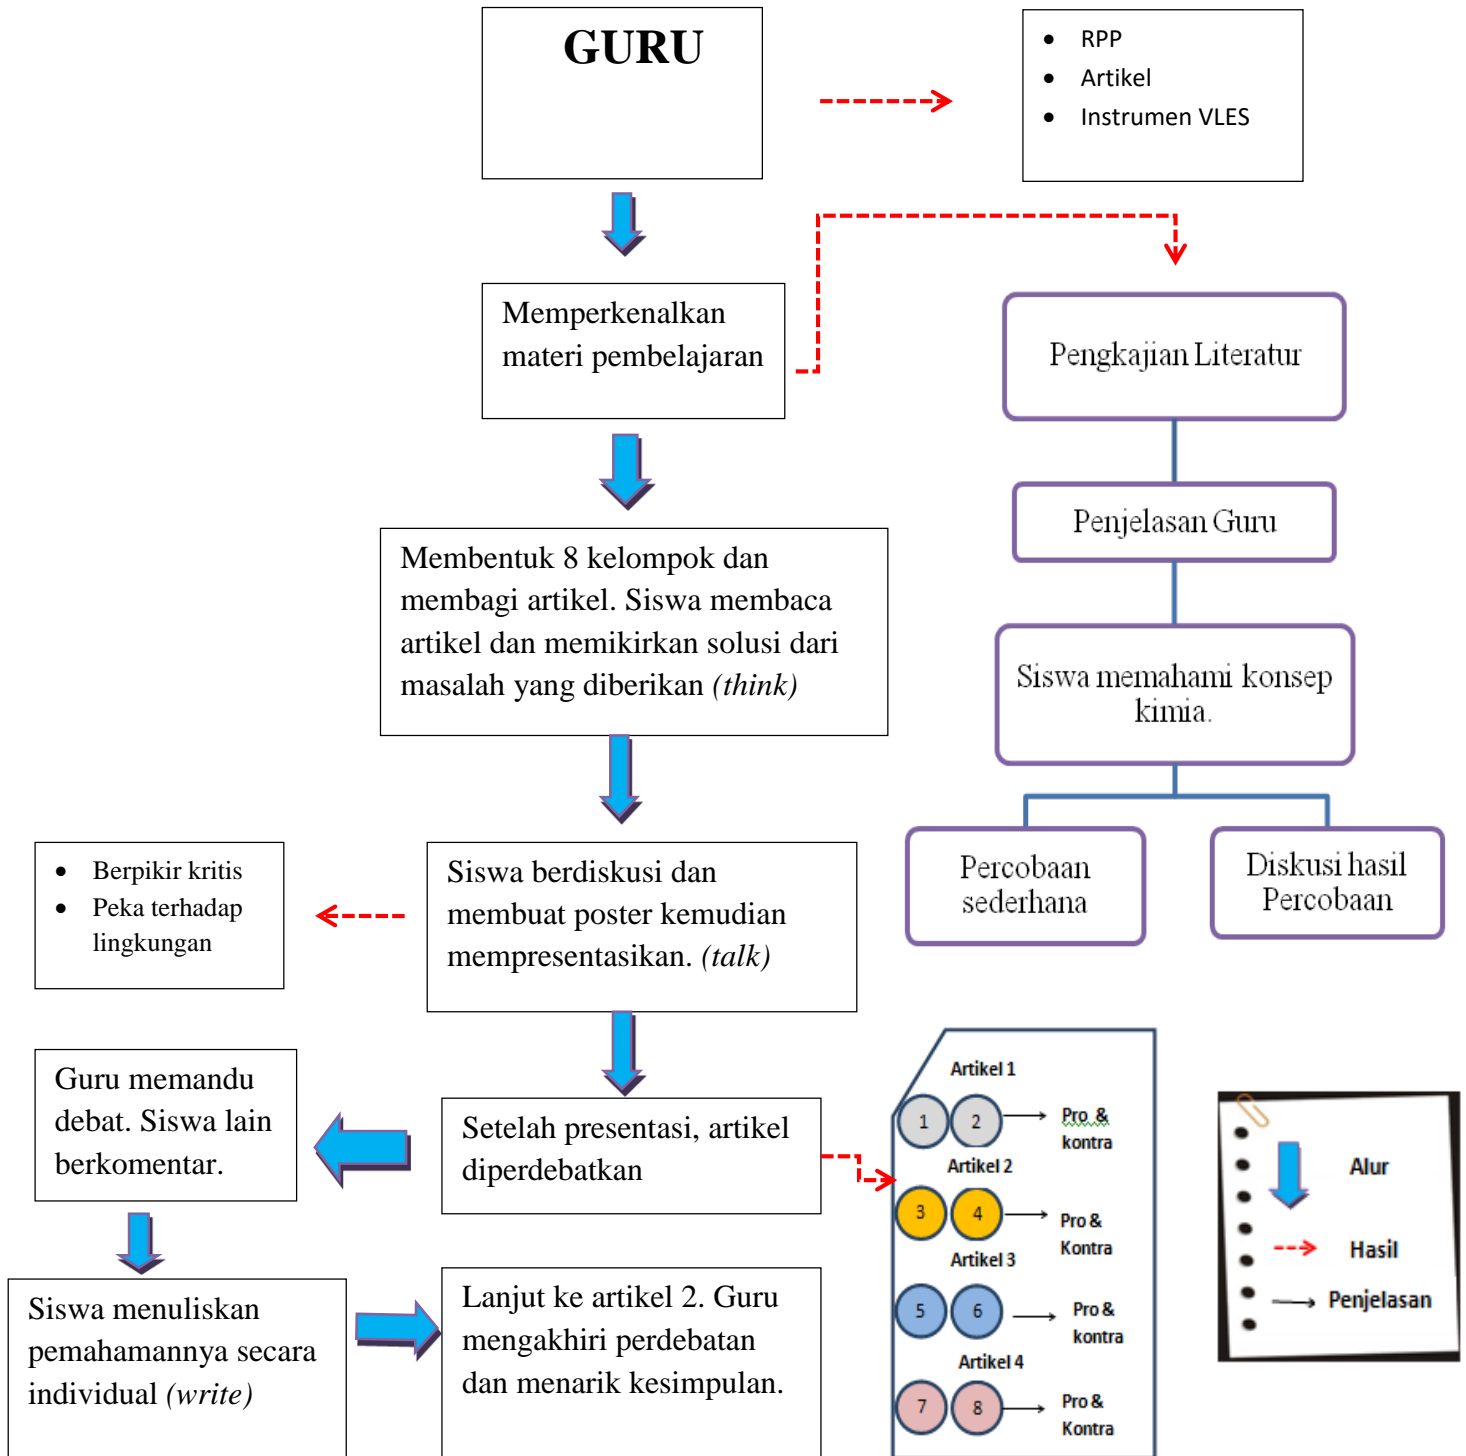 GURU
• RPP
• Artikel
• Instrumen VLES
Memperkenalkan
materi pembelajaran
Pengkajian Literatur
Penjelasan Guru
Membentuk 8 kelompok dan
membagi artikel. Siswa membaca
artikel dan memikirkan solusi dari
masalah yang diberikan (think)
Siswa memahami konsep
kimia.
Percobaan
sederhana
Diskusi hasil
Percobaan
• Berpikir kritis
• Peka terhadap
lingkungan
Siswa berdiskusi dan
membuat poster kemudian
mempresentasikan. (talk)
Guru memandu
debat. Siswa lain
berkomentar.
Setelah presentasi, artikel
diperdebatkan
Siswa menuliskan
pemahamannya secara
individual (write)
Lanjut ke artikel 2. Guru
mengakhiri perdebatan
dan menarik kesimpulan.
Artikel 1
1 2 Pro &
kontra
Artikel 2
3 4 Pro &
Kontra
Artikel 3
5 6 Pro &
kontra
Artikel 4
7 8 Pro &
Kontra
Alur
Hasil
Penjelasan